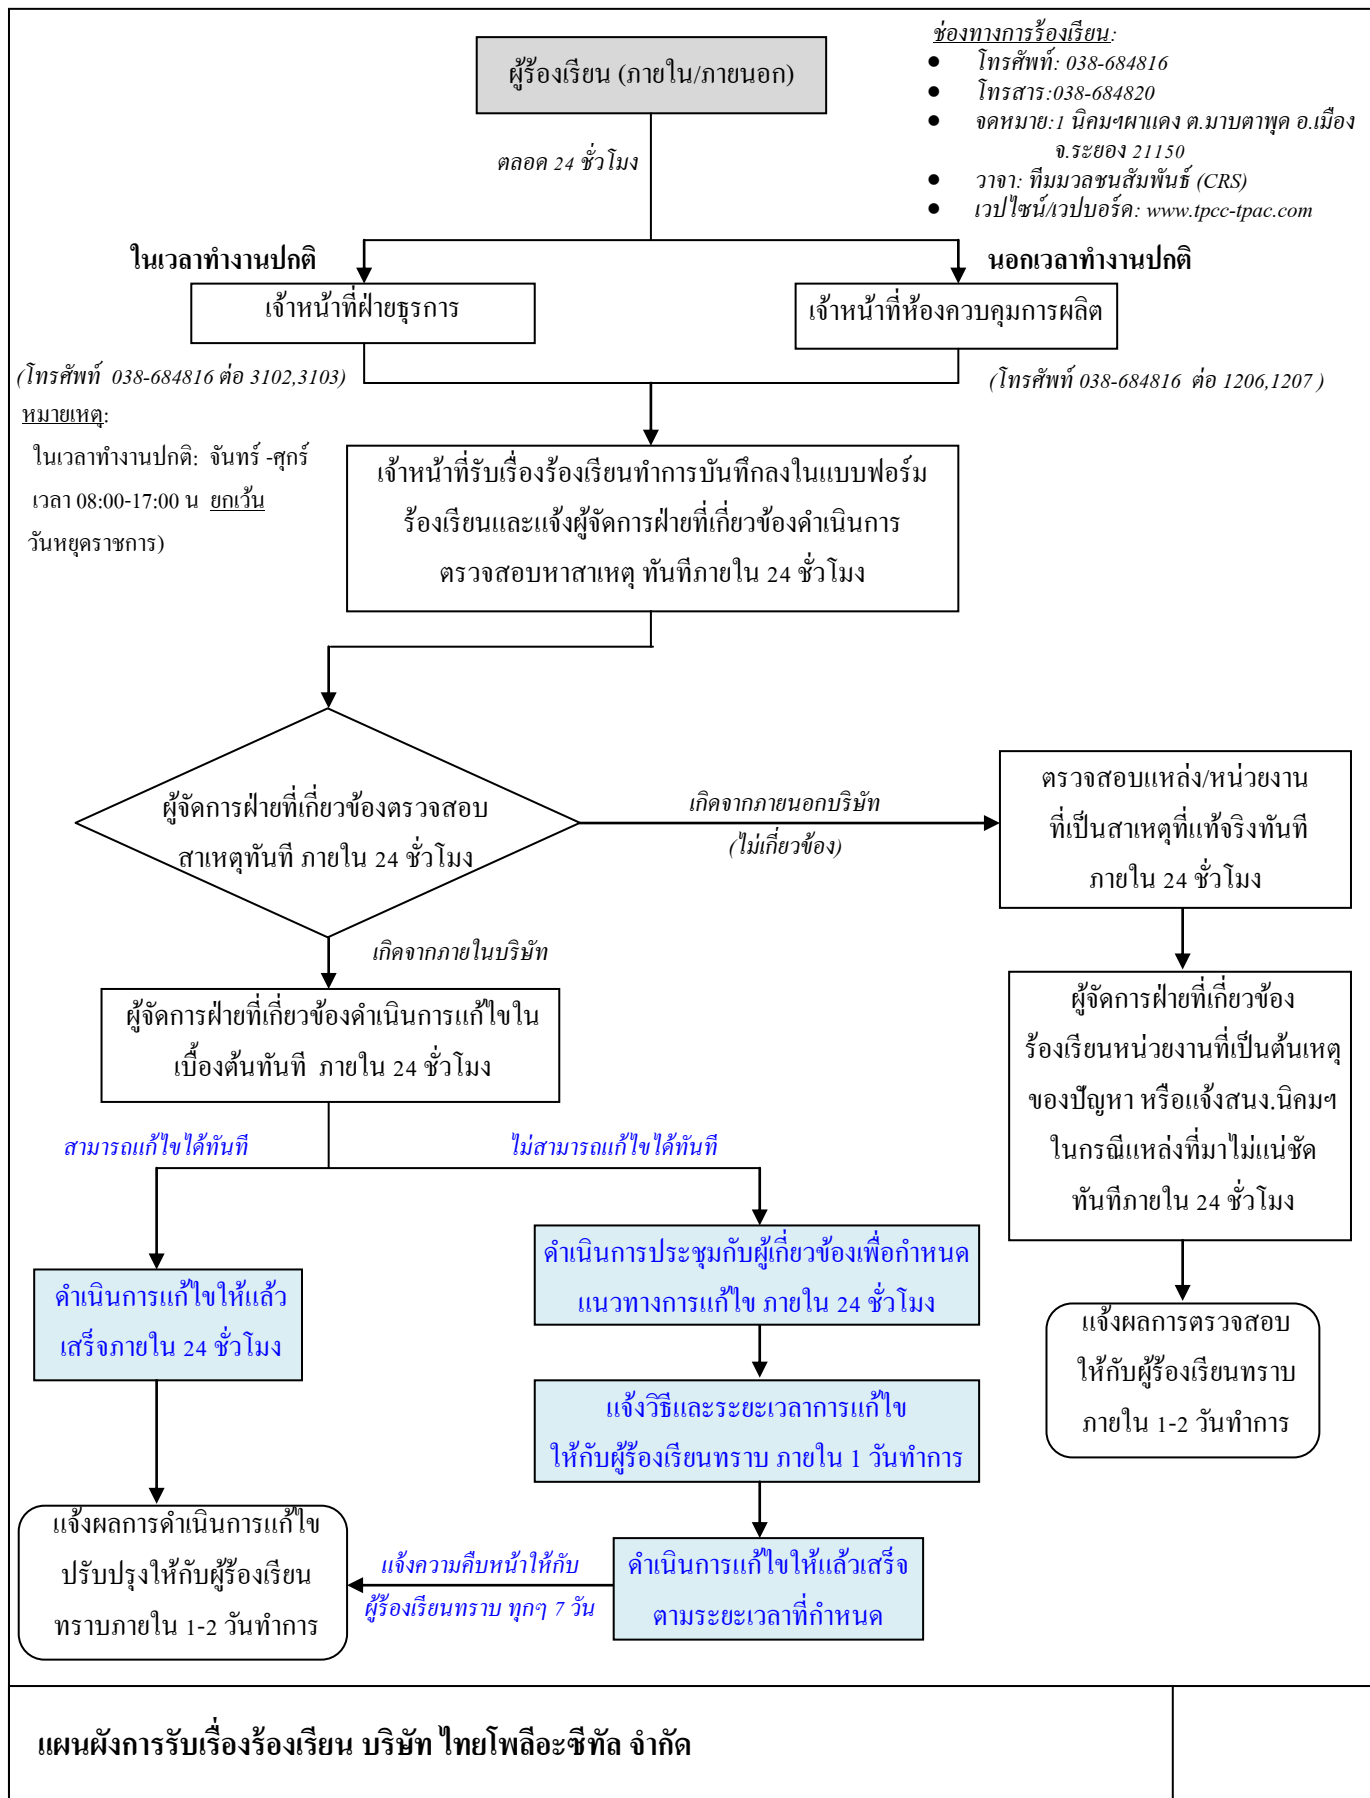 ช่องทางการร้องเรียน:
● โทรศัพท์: 038-684816
● โทรสาร:038-684820
● จดหมาย:1 นิคมฯผาแดง ต.มาบตาพุด อ.เมือง
จ.ระยอง 21150
● วาจา: ทีมมวลชนสัมพันธ์ (CRS)
● เวปไซน์/เวปบอร์ด: www.tpcc-tpac.com
ผู้ร้องเรียน (ภายใน/ภายนอก)
ตลอด 24 ชั่วโมง
ในเวลาทำงานปกติ
นอกเวลาทำงานปกติ
เจ้าหน้าที่ฝ่ายธุรการ
เจ้าหน้าที่ห้องควบคุมการผลิต
(โทรศัพท์ 038-684816 ต่อ 3102,3103)
(โทรศัพท์ 038-684816 ต่อ 1206,1207 )
หมายเหตุ:
ในเวลาทำงานปกติ: จันทร์ -ศุกร์
เวลา 08:00-17:00 น ยกเว้น
วันหยุดราชการ)
เจ้าหน้าที่รับเรื่องร้องเรียนทำการบันทึกลงในแบบฟอร์ม
ร้องเรียนและแจ้งผู้จัดการฝ่ายที่เกี่ยวข้องดำเนินการ
ตรวจสอบหาสาเหตุ ทันทีภายใน 24 ชั่วโมง
ผู้จัดการฝ่ายที่เกี่ยวข้องตรวจสอบ
สาเหตุทันที ภายใน 24 ชั่วโมง
เกิดจากภายนอกบริษัท
(ไม่เกี่ยวข้อง)
ตรวจสอบแหล่ง/หน่วยงาน
ที่เป็นสาเหตุที่แท้จริงทันที
ภายใน 24 ชั่วโมง
เกิดจากภายในบริษัท
ผู้จัดการฝ่ายที่เกี่ยวข้องดำเนินการแก้ไขใน
เบื้องต้นทันที ภายใน 24 ชั่วโมง
ผู้จัดการฝ่ายที่เกี่ยวข้อง
ร้องเรียนหน่วยงานที่เป็นต้นเหตุ
ของปัญหา หรือแจ้งสนง.นิคมฯ
ในกรณีแหล่งที่มาไม่แน่ชัด
ทันทีภายใน 24 ชั่วโมง
สามารถแก้ไขได้ทันที
ไม่สามารถแก้ไขได้ทันที
ดำเนินการแก้ไขให้แล้ว
เสร็จภายใน 24 ชั่วโมง
ดำเนินการประชุมกับผู้เกี่ยวข้องเพื่อกำหนด
แนวทางการแก้ไข ภายใน 24 ชั่วโมง
แจ้งผลการตรวจสอบ
ให้กับผู้ร้องเรียนทราบ
ภายใน 1-2 วันทำการ
แจ้งวิธีและระยะเวลาการแก้ไข
ให้กับผู้ร้องเรียนทราบ ภายใน 1 วันทำการ
แจ้งผลการดำเนินการแก้ไข
ปรับปรุงให้กับผู้ร้องเรียน
ทราบภายใน 1-2 วันทำการ
แจ้งความคืบหน้าให้กับ
ผู้ร้องเรียนทราบ ทุกๆ 7 วัน
ดำเนินการแก้ไขให้แล้วเสร็จ
ตามระยะเวลาที่กำหนด
แผนผังการรับเรื่องร้องเรียน บริษัท ไทยโพลีอะซีทัล จำกัด